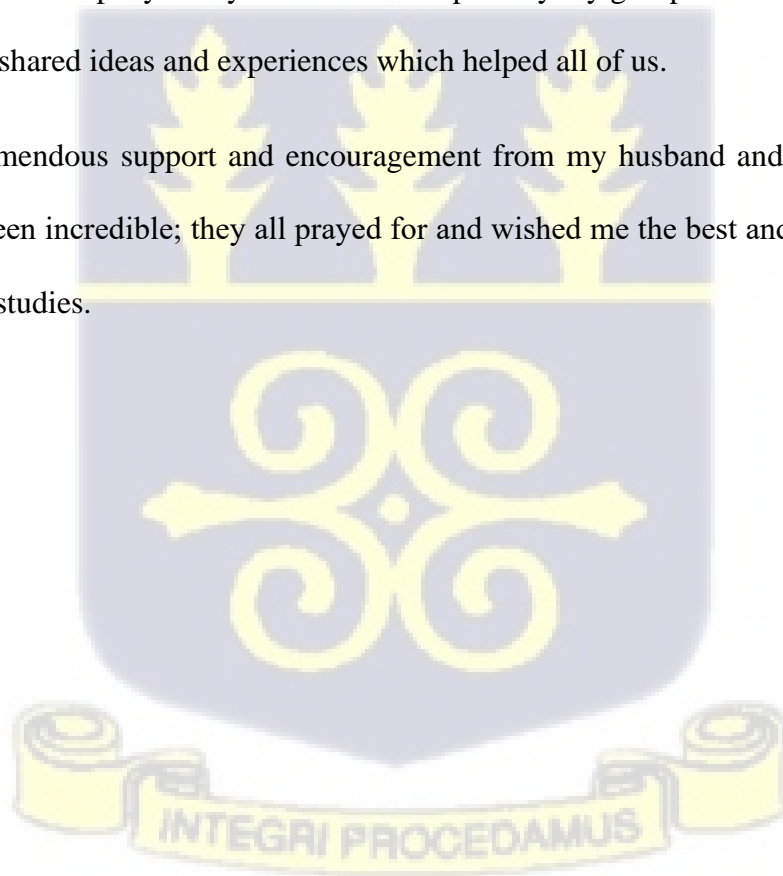 shared ideas and experiences which helped all of us.
mendous support and encouragement from my husband and
een incredible; they all prayed for and wished me the best and
studies.
INTEGRI PROCEDAMUS